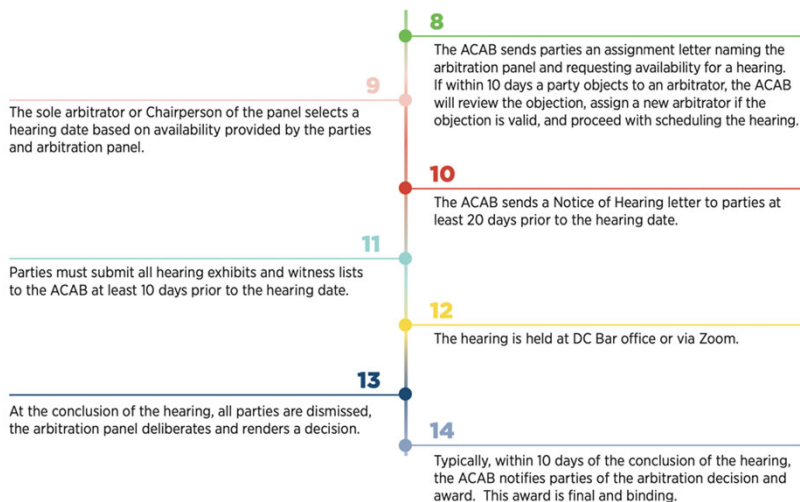 8
The ACAB sends parties an assignment letter naming the
arbitration panel and requesting availability for a hearing.
If within 10 days a party objects to an arbitrator, the ACAB
will review the objection, assign a new arbitrator if the
objection is valid, and proceed with scheduling the hearing.
9
The sole arbitrator or Chairperson of the panel selects a
hearing date based on availability provided by the parties
and arbitration panel.
10
The ACAB sends a Notice of Hearing letter to parties at
least 20 days prior to the hearing date.
11
Parties must submit all hearing exhibits and witness lists
to the ACAB at least 10 days prior to the hearing date.
12
The hearing is held at DC Bar office or via Zoom.
13
At the conclusion of the hearing, all parties are dismissed,
the arbitration panel deliberates and renders a decision.
14
Typically, within 10 days of the conclusion of the hearing,
the ACAB notifies parties of the arbitration decision and
award.  This award is final and binding.